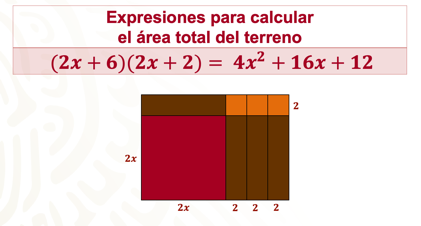 Expresiones para calcular
el área total del terreno
(2x + 6)(2x + 2) = 4x² + 16x + 12
2
2x
2x 2 2 2